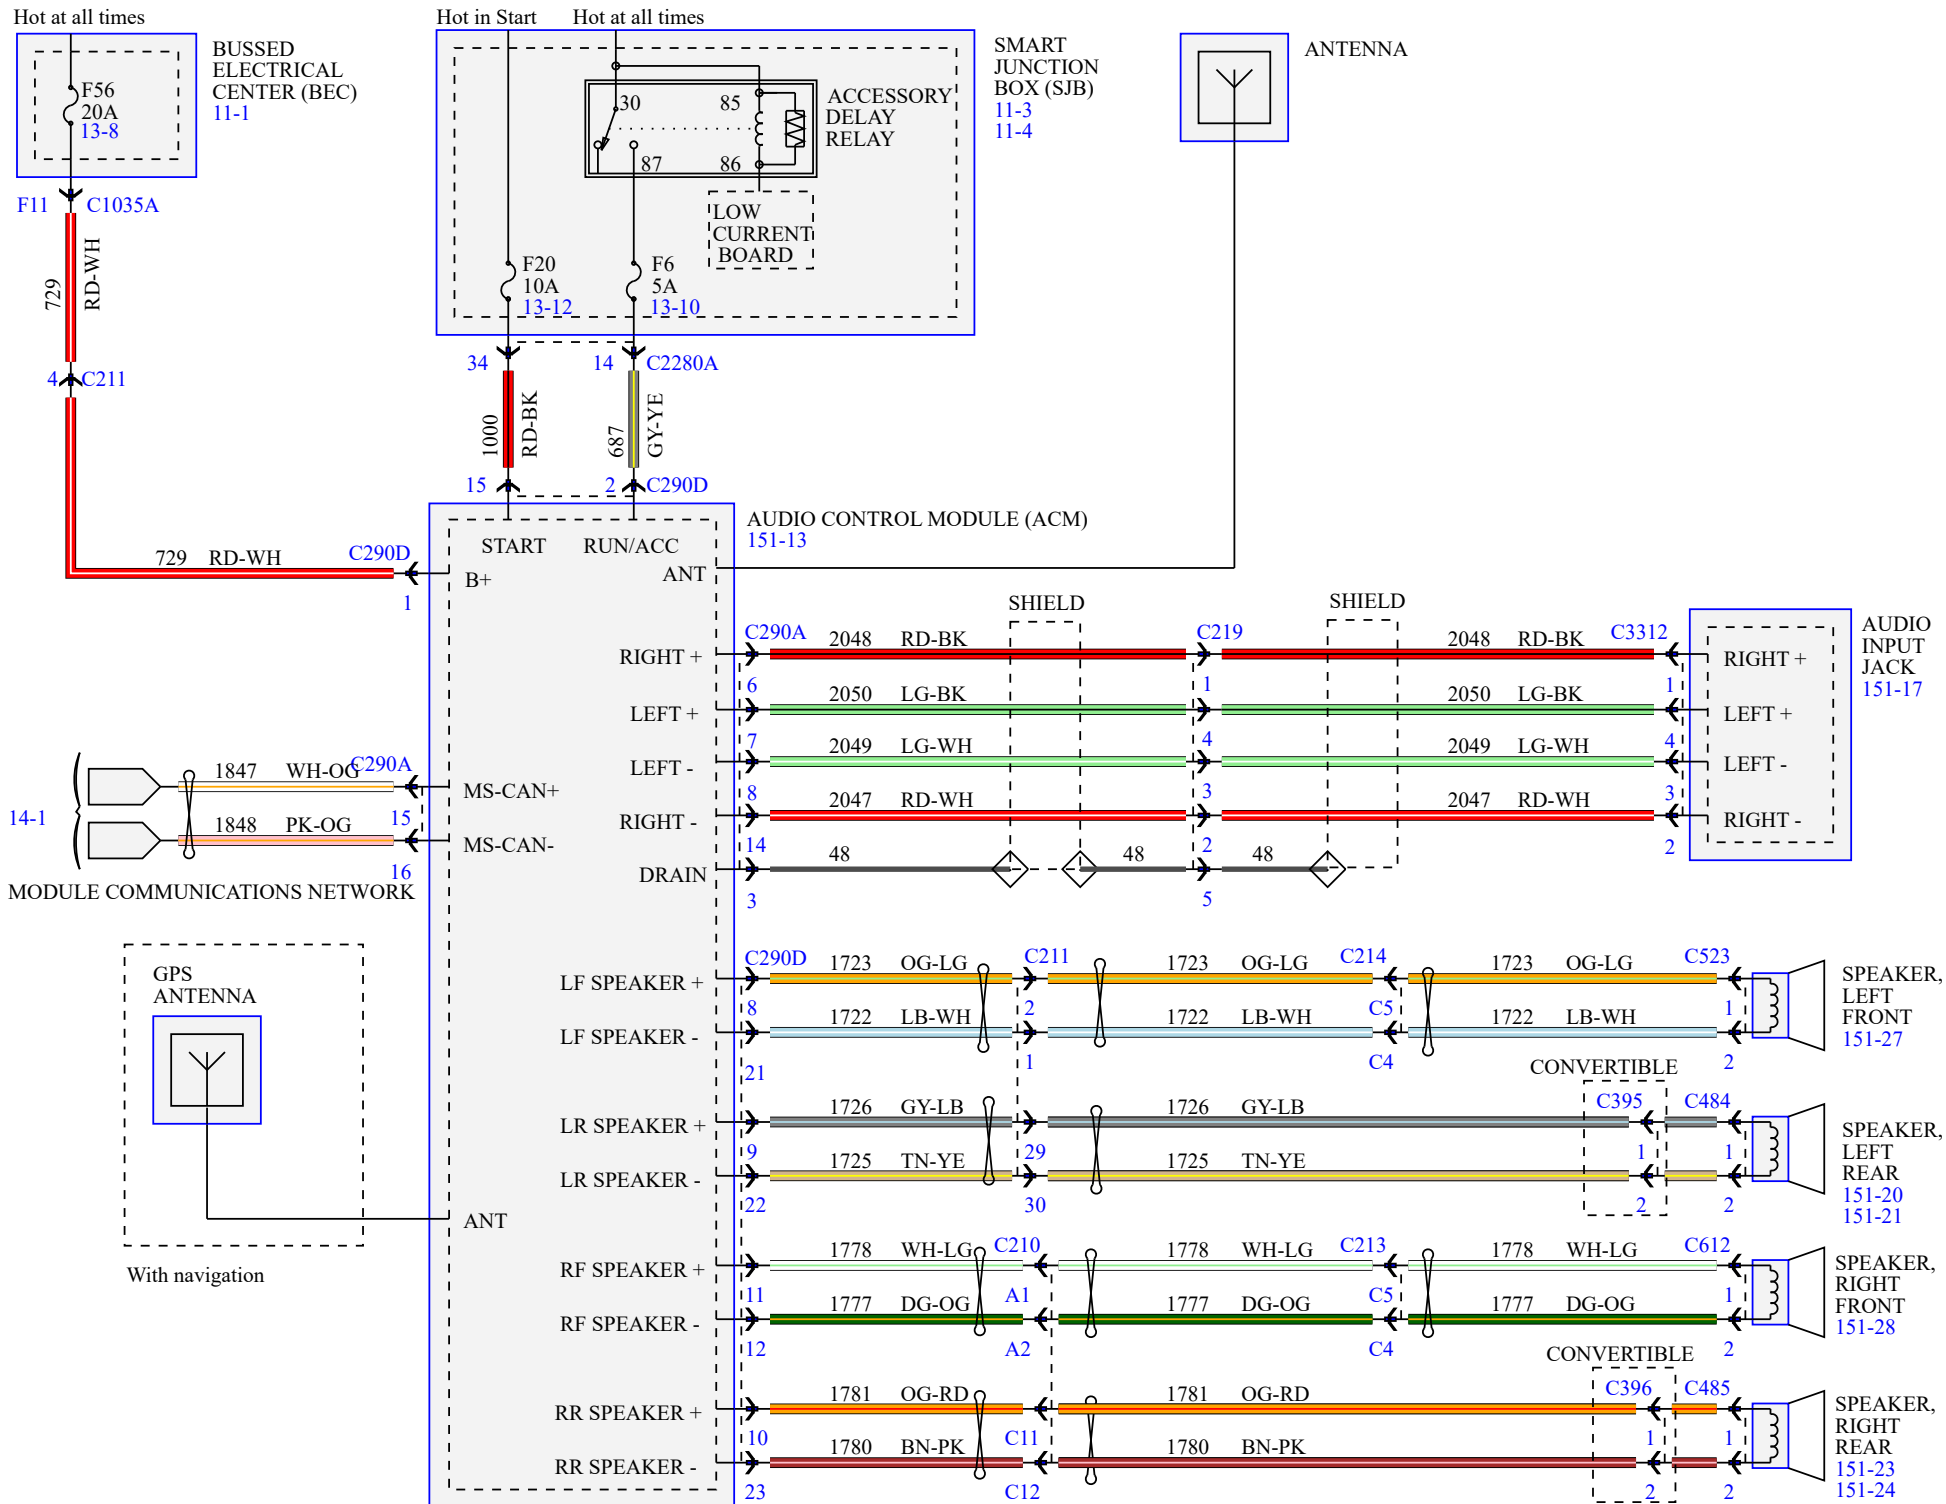 Hot at all times
BUSSED
ELECTRICAL
CENTER (BEC)
11-1
F56
20A
13-8
F11
C1035A
729
RD-WH
4
C211
729
RD-WH
C290D
1
Hot in Start
Hot at all times
SMART
JUNCTION
BOX (SJB)
11-3
11-4
ACCESSORY
DELAY
RELAY
30
85
87
86
LOW
CURRENT
BOARD
F20
10A
13-12
F6
5A
13-10
34
14
C2280A
1000
RD-BK
687
GY-YE
15
2
C290D
ANTENNA
AUDIO CONTROL MODULE (ACM)
151-13
START
RUN/ACC
B+
ANT
RIGHT +
LEFT +
LEFT -
RIGHT -
DRAIN
MS-CAN+
MS-CAN-
LF SPEAKER +
LF SPEAKER -
LR SPEAKER +
LR SPEAKER -
ANT
RF SPEAKER +
RF SPEAKER -
RR SPEAKER +
RR SPEAKER -
14-1
1847
WH-OG
C290A
15
1848
PK-OG
16
MODULE COMMUNICATIONS NETWORK
GPS
ANTENNA
With navigation
SHIELD
SHIELD
C290A
2048
RD-BK
C219
2048
RD-BK
C3312
6
1
1
2050
LG-BK
2050
LG-BK
7
4
4
2049
LG-WH
2049
LG-WH
8
3
3
2047
RD-WH
2047
RD-WH
14
2
2
48
48
48
3
5
RIGHT +
LEFT +
LEFT -
RIGHT -
AUDIO
INPUT
JACK
151-17
C290D
1723
OG-LG
C211
1723
OG-LG
C214
1723
OG-LG
C523
8
2
C5
1
1722
LB-WH
1722
LB-WH
1722
LB-WH
21
1
C4
2
SPEAKER,
LEFT
FRONT
151-27
CONVERTIBLE
1726
GY-LB
1726
GY-LB
C395
C484
9
29
1
1
1725
TN-YE
1725
TN-YE
22
30
2
2
SPEAKER,
LEFT
REAR
151-20
151-21
1778
WH-LG
C210
1778
WH-LG
C213
1778
WH-LG
C612
11
A1
C5
1
1777
DG-OG
1777
DG-OG
1777
DG-OG
12
A2
C4
2
SPEAKER,
RIGHT
FRONT
151-28
CONVERTIBLE
1781
OG-RD
1781
OG-RD
C396
C485
10
C11
1
1
1780
BN-PK
1780
BN-PK
23
C12
2
2
SPEAKER,
RIGHT
REAR
151-23
151-24